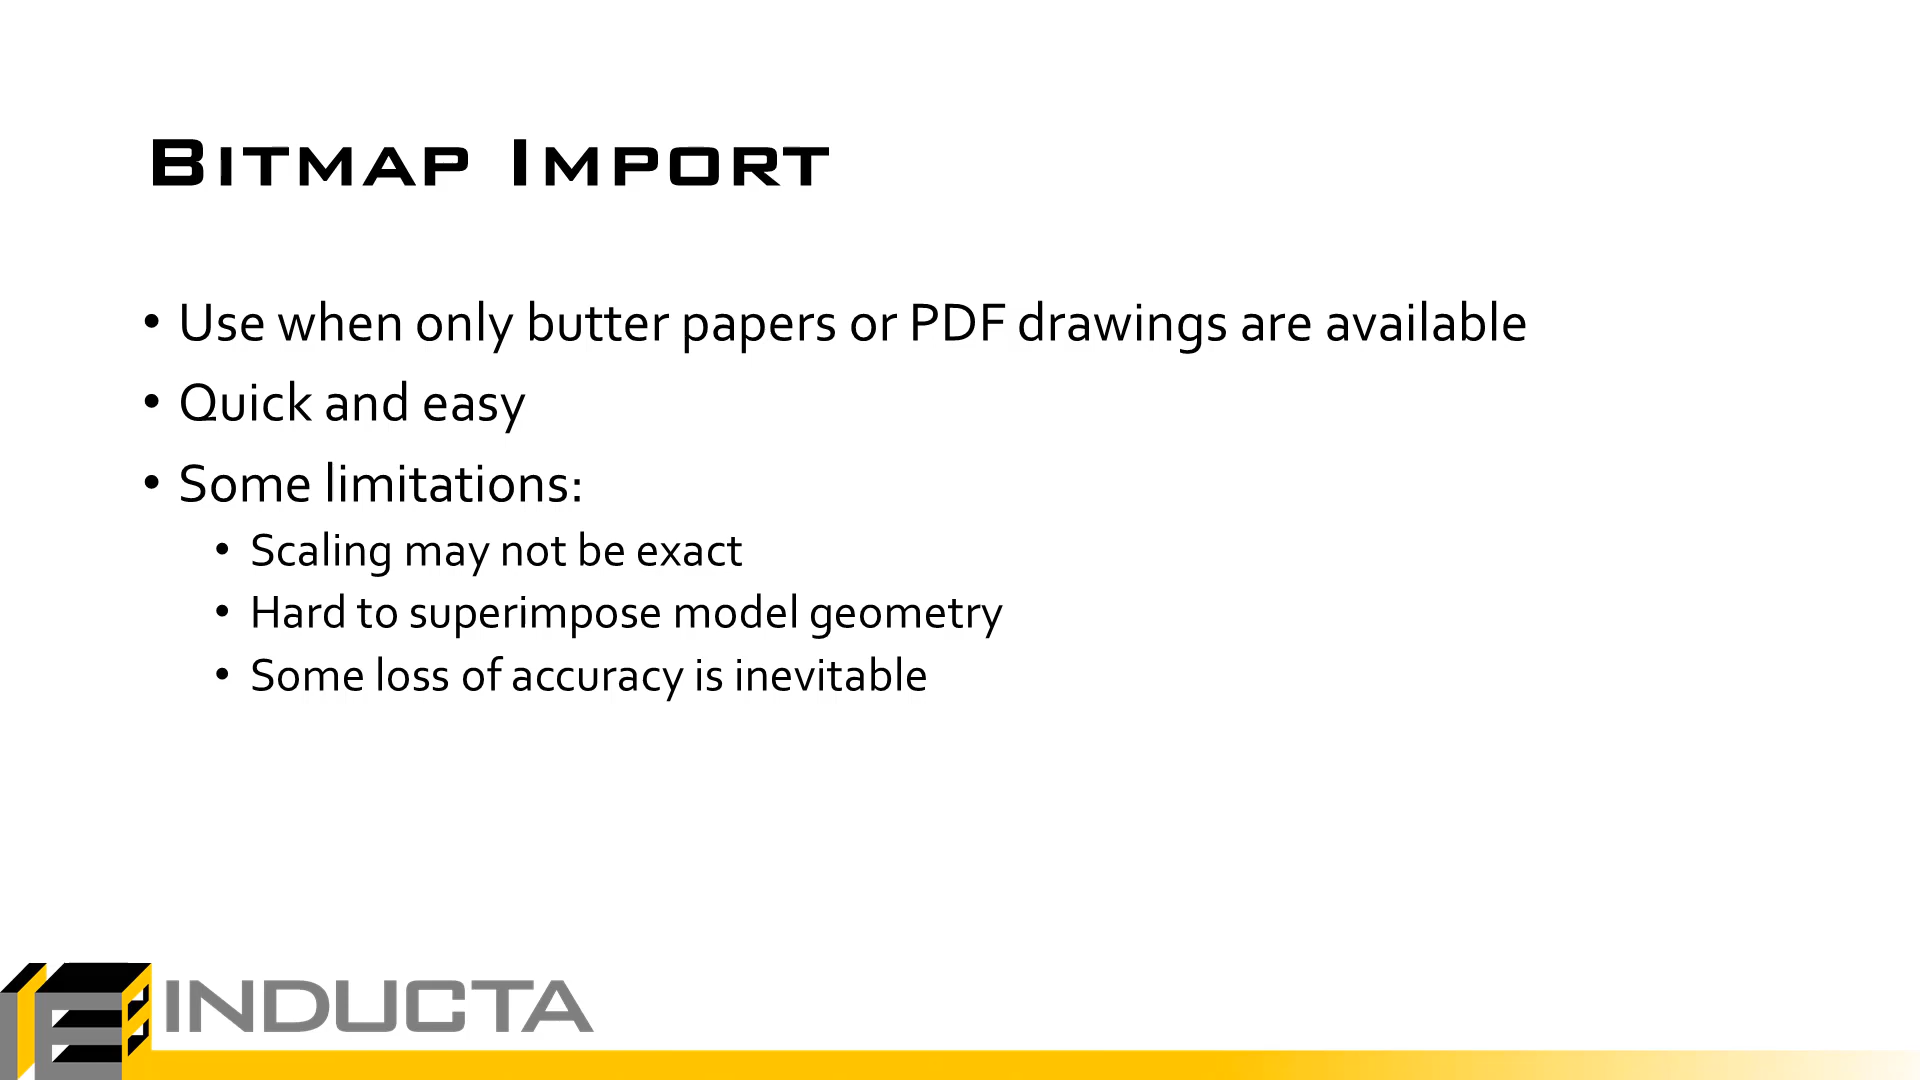 Bitmap Import
• Use when only butter papers or PDF drawings are available
• Quick and easy
• Some limitations:
• Scaling may not be exact
• Hard to superimpose model geometry
• Some loss of accuracy is inevitable
INDUCTA